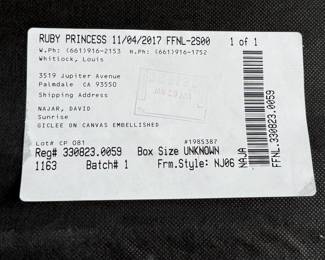 RUBY PRINCESS 11/04/2017 FFNL-2S00 1 of 1
W.Ph: (661)916-2153 H.Ph: (661)916-1752
Whitlock, Louis
3519 Jupiter Avenue
Palmdale CA 93550
Shipping Address
NAJAR, DAVID
Sunrise
GICLEE ON CANVAS EMBELLISHED
Lot# CP 081 #1985387
Reg# 330823.0059 Box Size UNKNOWN
1163 Batch# 1 Frm.Style: NJ06
NAJA
FFNL.330823.0059